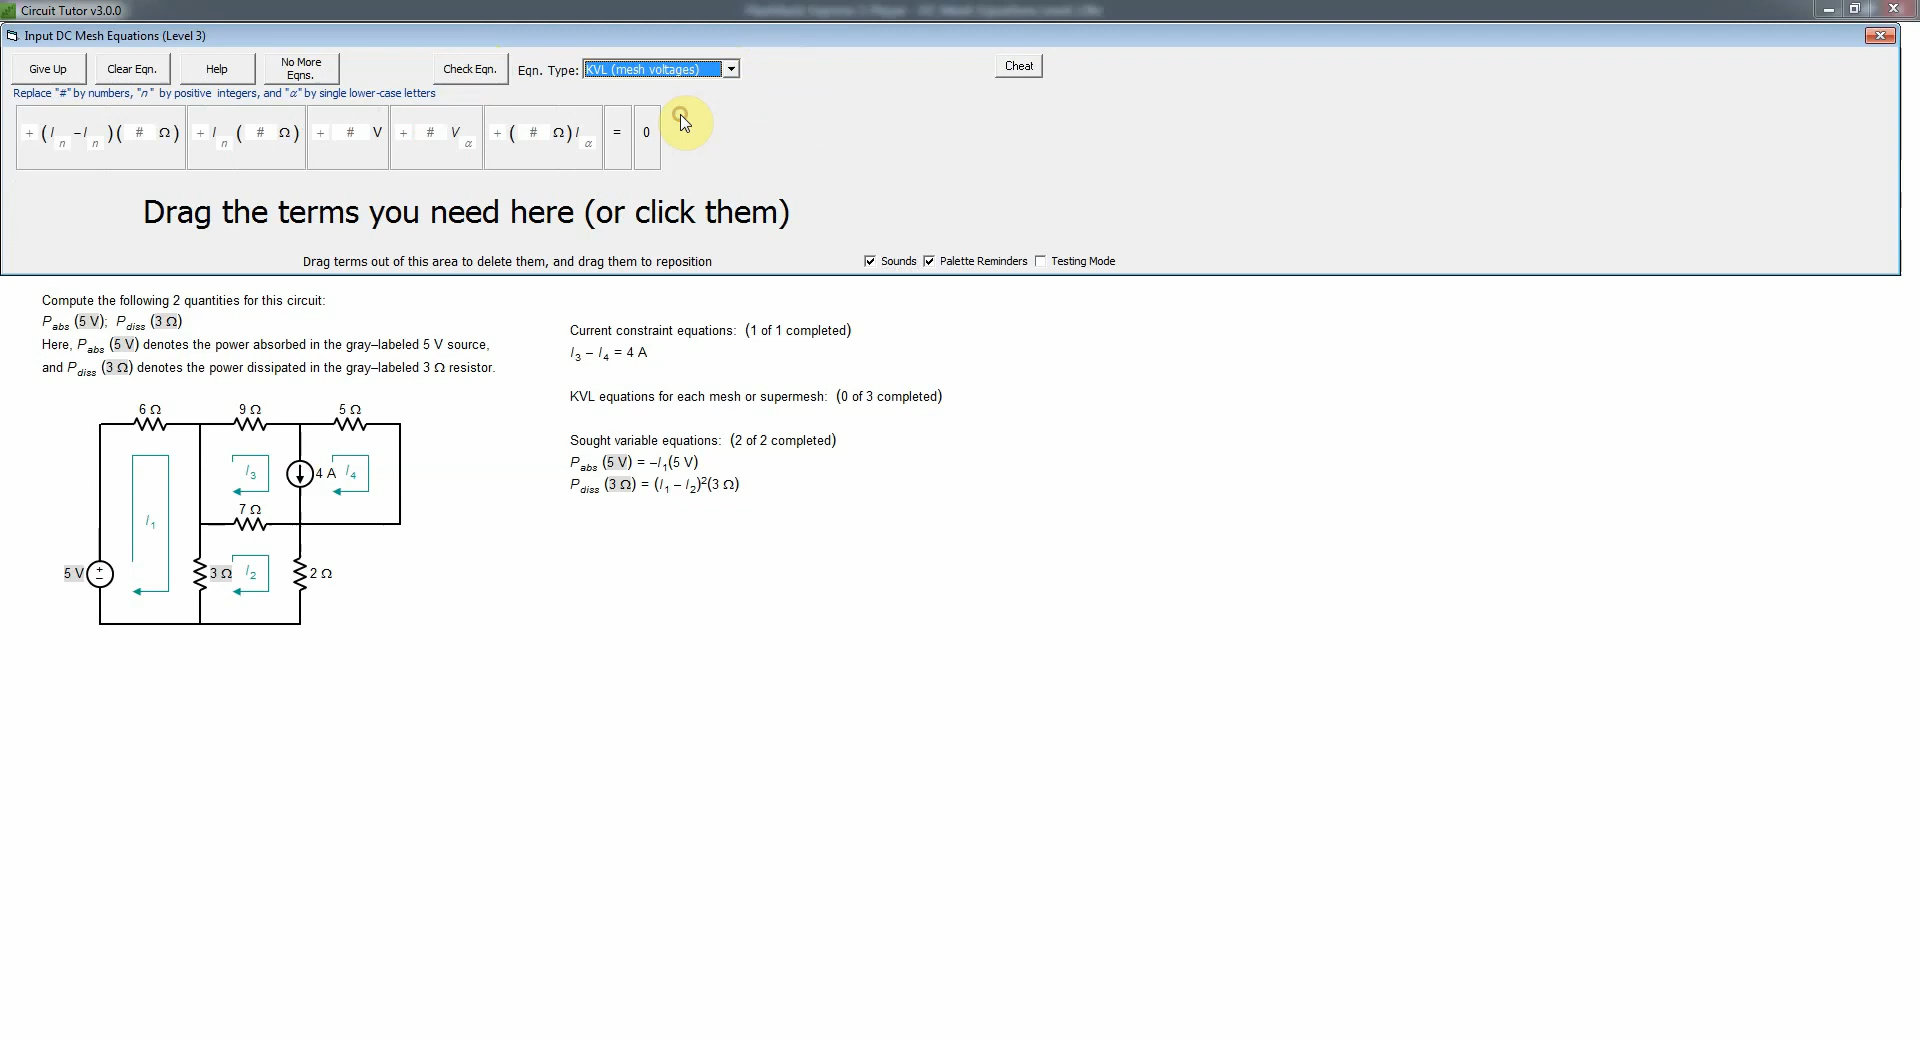 Circuit Tutor v3.0.0
Input DC Mesh Equations (Level 3)
Give Up
Clear Eqn.
Help
No More
Eqns.
Check Eqn.
Eqn. Type:
KVL (mesh voltages)
Cheat
Replace "#" by numbers, "n" by positive integers, and "α" by single lower-case letters
+ (I n − I n )( # Ω) + I n ( # Ω) + # V + # V α + ( # Ω) I α = 0
Drag the terms you need here (or click them)
Drag terms out of this area to delete them, and drag them to reposition
Sounds
Palette Reminders
Testing Mode
Compute the following 2 quantities for this circuit:
P abs (5 V); P diss (3 Ω)
Here, P abs (5 V) denotes the power absorbed in the gray–labeled 5 V source,
and P diss (3 Ω) denotes the power dissipated in the gray–labeled 3 Ω resistor.
6 Ω
9 Ω
5 Ω
I3
4 A
I4
7 Ω
I1
5 V
+
−
3 Ω
I2
2 Ω
Current constraint equations: (1 of 1 completed)
I3 – I4 = 4 A
KVL equations for each mesh or supermesh: (0 of 3 completed)
Sought variable equations: (2 of 2 completed)
P abs (5 V) = –I1(5 V)
P diss (3 Ω) = (I1 – I2)²(3 Ω)